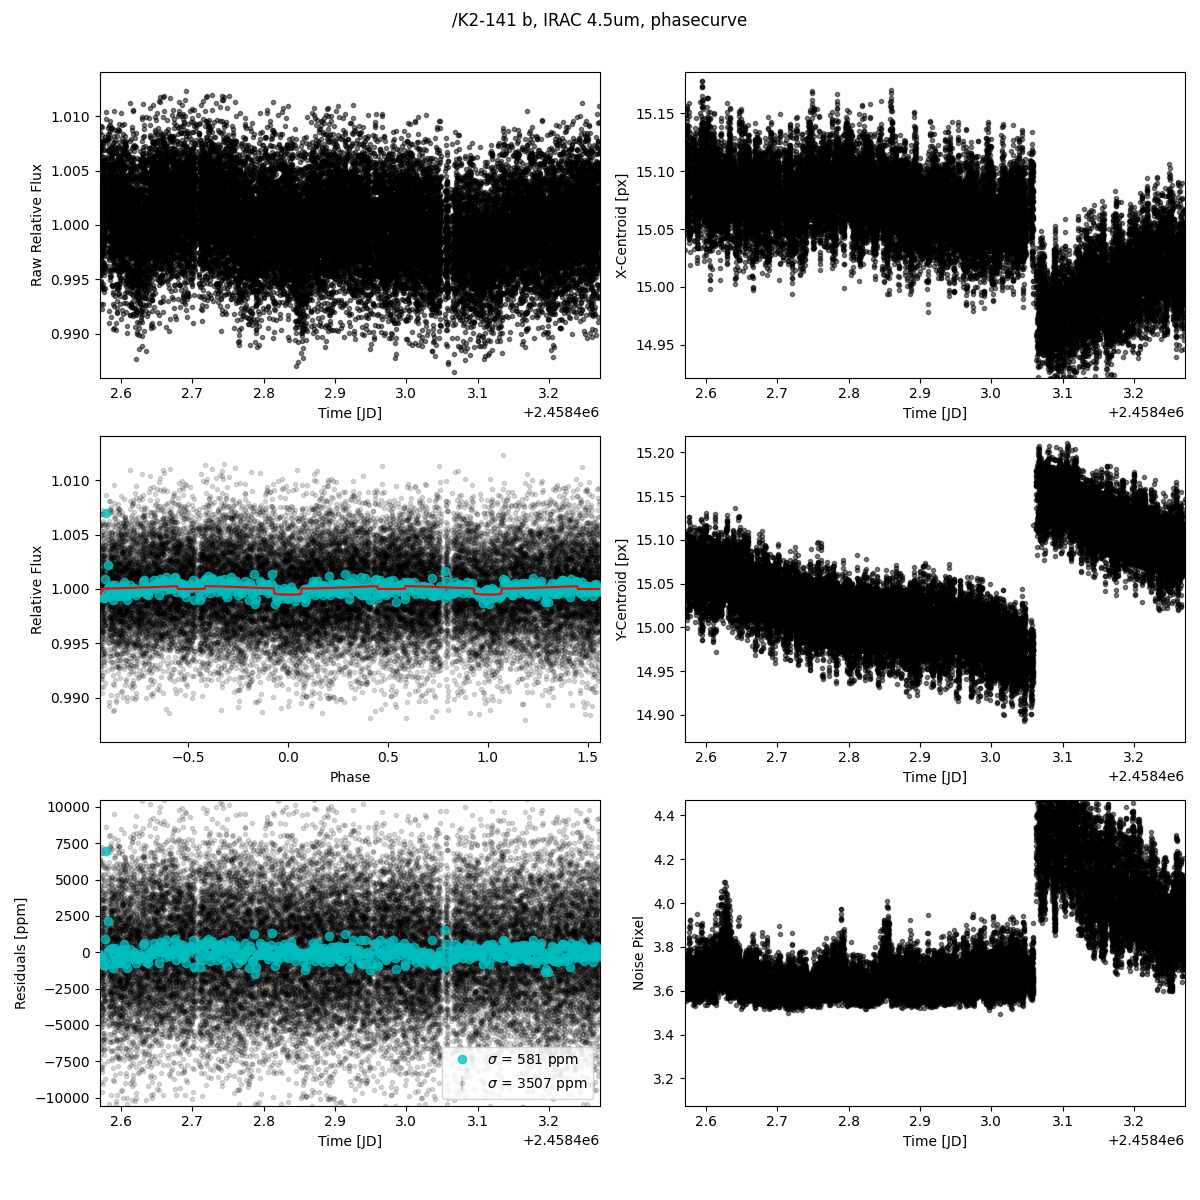 /K2-141 b, IRAC 4.5um, phasecurve
Raw Relative Flux
1.010
1.005
1.000
0.995
0.990
2.6 2.7 2.8 2.9 3.0 3.1 3.2
Time [JD]
+2.4584e6
X-Centroid [px]
15.15
15.10
15.05
15.00
14.95
2.6 2.7 2.8 2.9 3.0 3.1 3.2
Time [JD]
+2.4584e6
Relative Flux
1.010
1.005
1.000
0.995
0.990
−0.5 0.0 0.5 1.0 1.5
Phase
Y-Centroid [px]
15.20
15.15
15.10
15.05
15.00
14.95
14.90
2.6 2.7 2.8 2.9 3.0 3.1 3.2
Time [JD]
+2.4584e6
Residuals [ppm]
10000
7500
5000
2500
0
−2500
−5000
−7500
−10000
σ = 581 ppm
σ = 3507 ppm
2.6 2.7 2.8 2.9 3.0 3.1 3.2
Time [JD]
+2.4584e6
Noise Pixel
4.4
4.2
4.0
3.8
3.6
3.4
3.2
2.6 2.7 2.8 2.9 3.0 3.1 3.2
Time [JD]
+2.4584e6